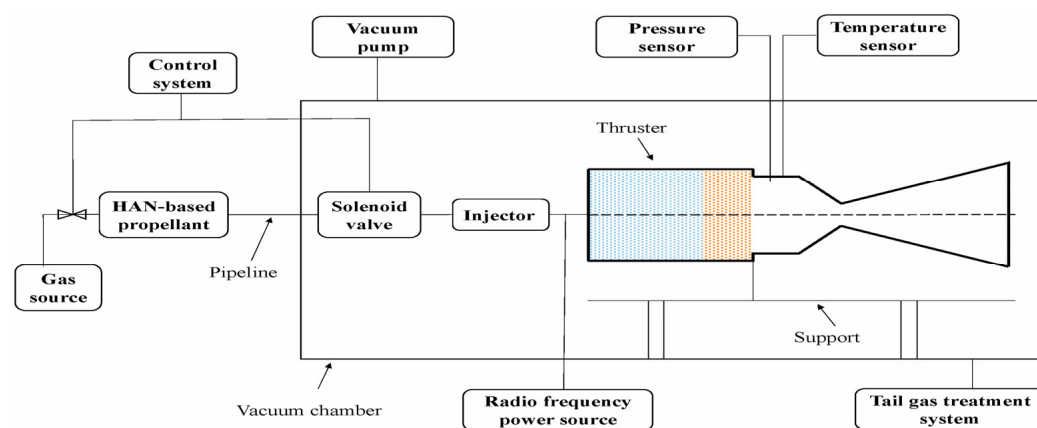 Vacuum
pump
Pressure
sensor
Temperature
sensor
Control
system
Thruster
HAN-based
propellant
Solenoid
valve
Injector
Pipeline
Gas
source
Support
Vacuum chamber
Radio frequency
power source
Tail gas treatment
system